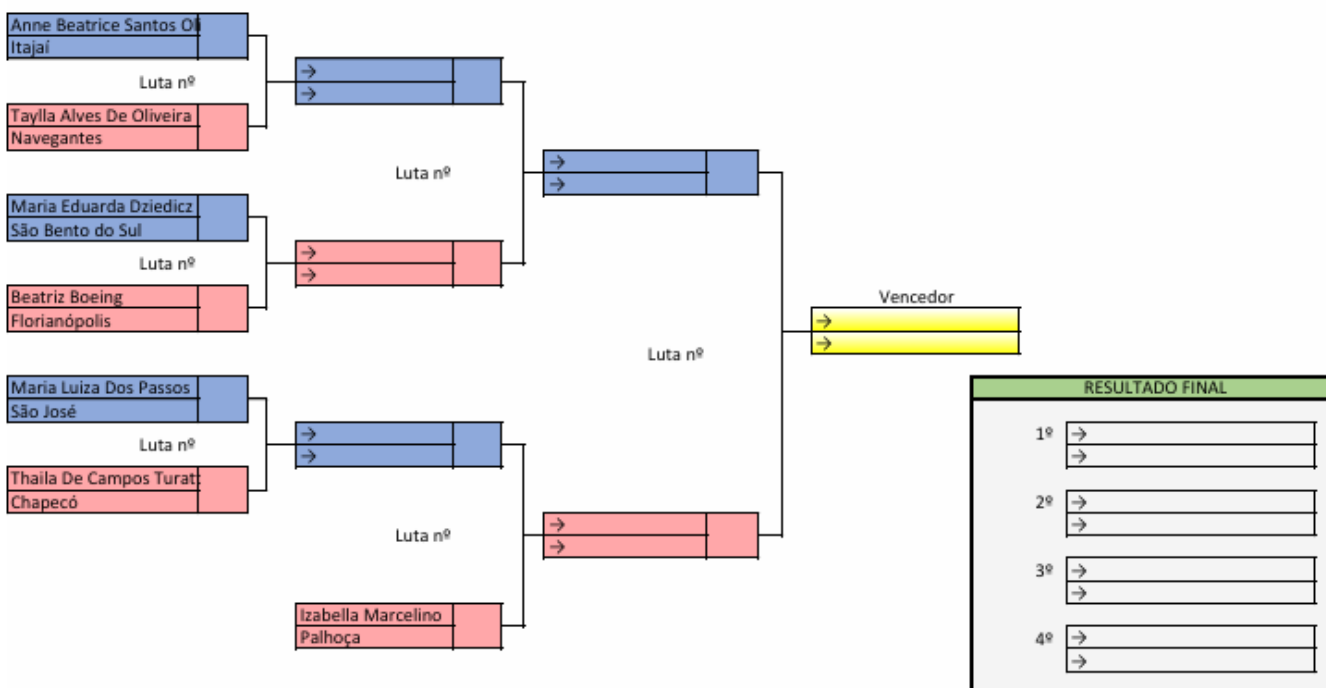 Anne Beatrice Santos Oli
Itajaí
Luta nº
Taylla Alves De Oliveira
Navegantes
→
→
Luta nº
Maria Eduarda Dziedicz
São Bento do Sul
Luta nº
Beatriz Boeing
Florianópolis
→
→
→
→
Luta nº
Vencedor
→
→
Maria Luiza Dos Passos
São José
Luta nº
Thaila De Campos Turatt
Chapecó
→
→
Luta nº
Izabella Marcelino
Palhoça
→
→
RESULTADO FINAL
1º →
→
2º →
→
3º →
→
4º →
→